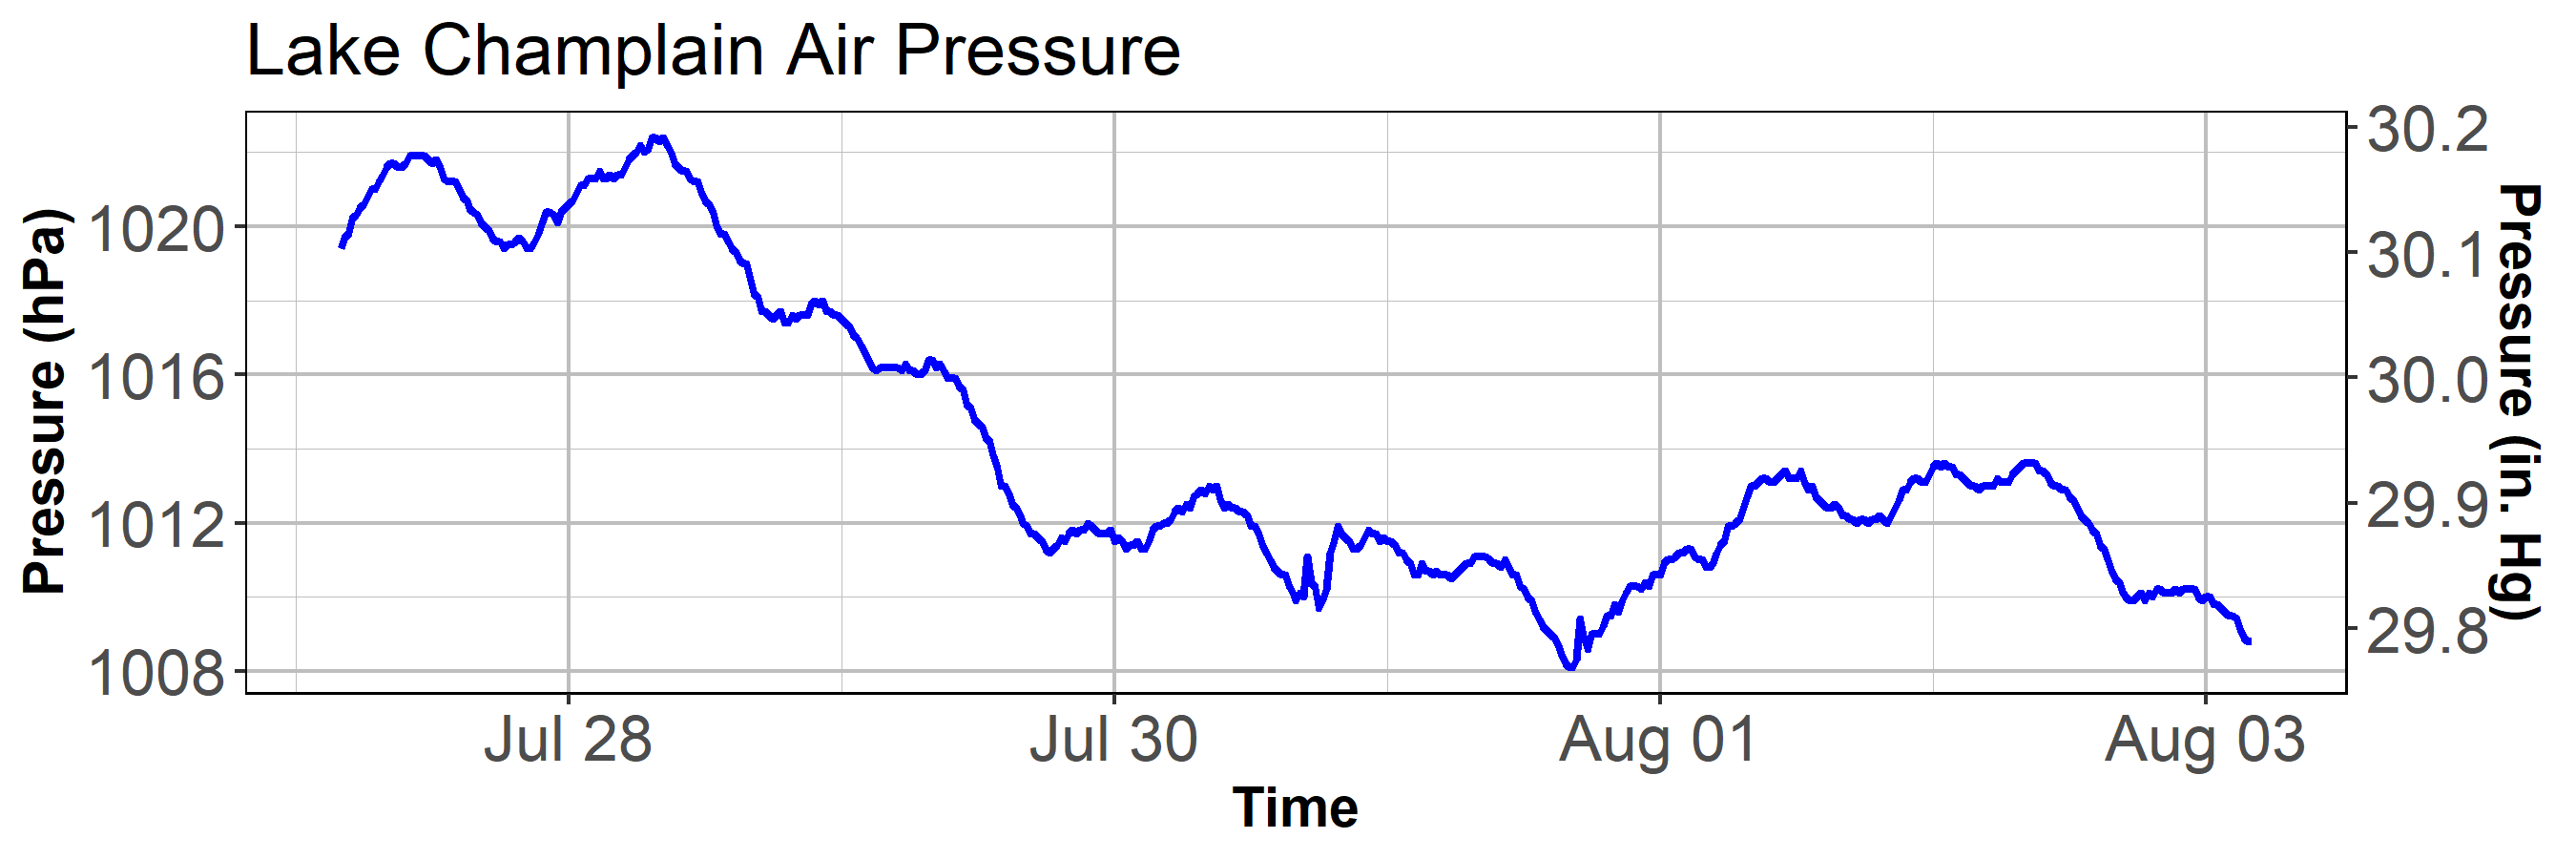 Lake Champlain Air Pressure
Pressure (hPa)
1020
1016
1012
1008
30.2
30.1
30.0
29.9
29.8
Pressure (in. Hg)
Jul 28
Jul 30
Aug 01
Aug 03
Time